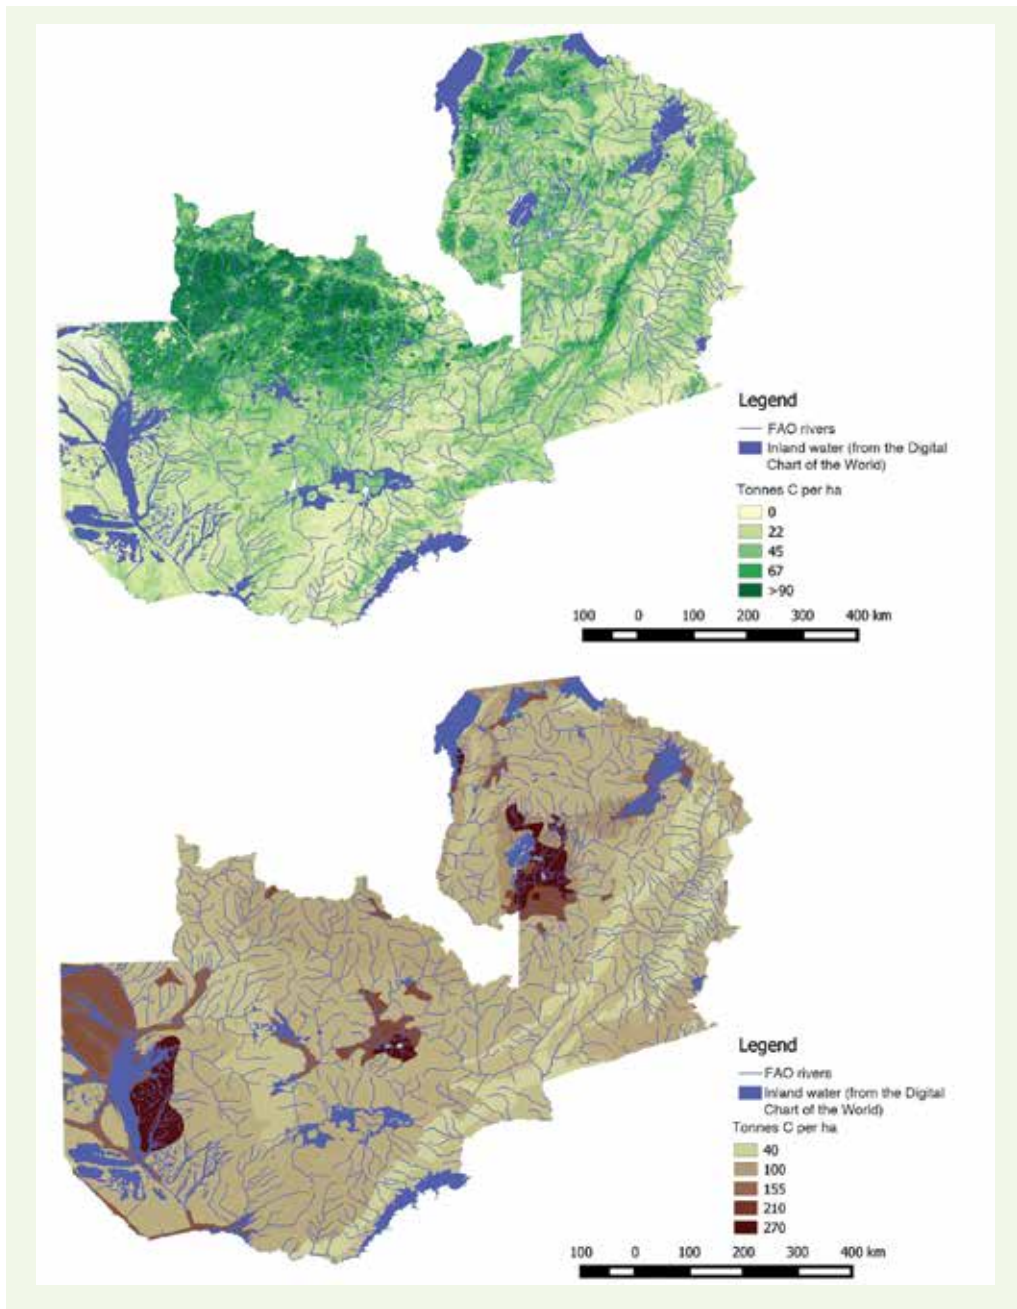 Legend
FAO rivers
Inland water (from the Digital
Chart of the World)
Tonnes C per ha
0
22
45
67
>90
100 0 100 200 300 400 km
Legend
FAO rivers
Inland water (from the Digital
Chart of the World)
Tonnes C per ha
40
100
155
210
270
100 0 100 200 300 400 km